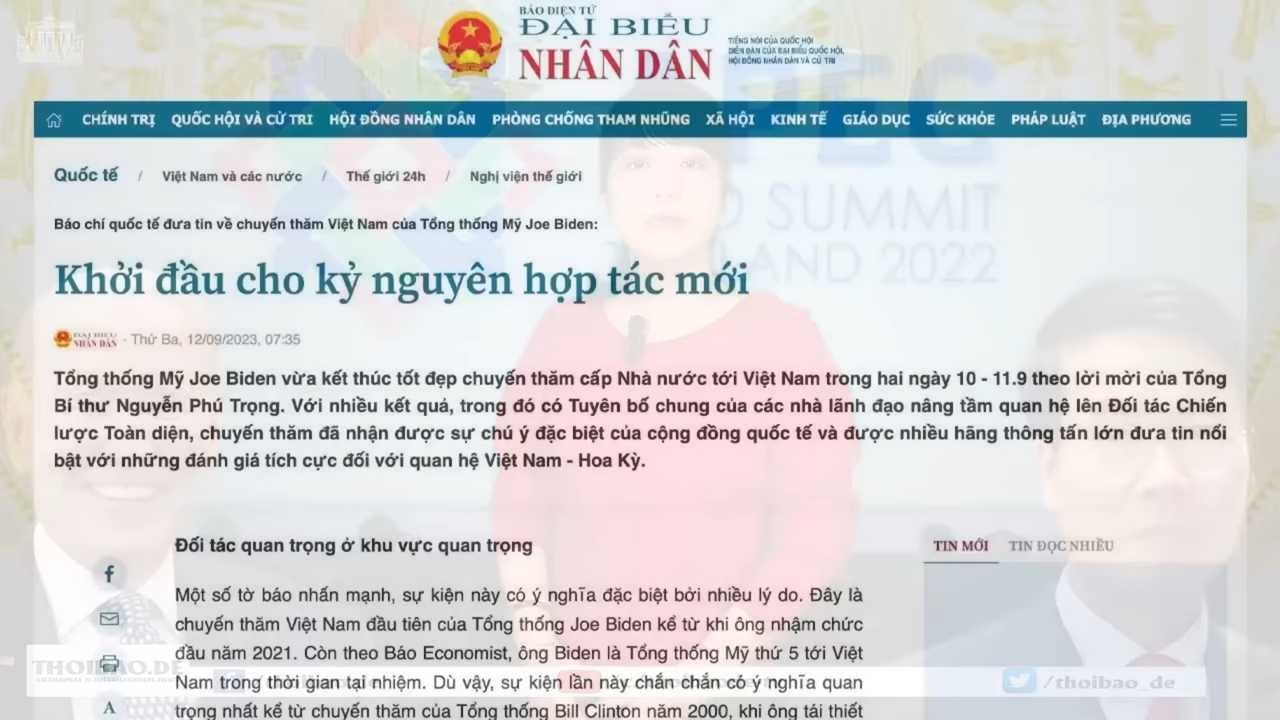 BÁO ĐIỆN TỬ
ĐẠI BIỂU
NHÂN DÂN
TIẾNG NÓI CỦA QUỐC HỘI
DIỄN ĐÀN CỦA ĐẠI BIỂU QUỐC HỘI,
HỘI ĐỒNG NHÂN DÂN VÀ CỬ TRI
CHÍNH TRỊ QUỐC HỘI VÀ CỬ TRI HỘI ĐỒNG NHÂN DÂN PHÒNG CHỐNG THAM NHŨNG XÃ HỘI KINH TẾ GIÁO DỤC SỨC KHỎE PHÁP LUẬT ĐỊA PHƯƠNG
Quốc tế / Việt Nam và các nước / Thế giới 24h / Nghị viện thế giới
SUMMIT
LAND 2022
Báo chí quốc tế đưa tin về chuyến thăm Việt Nam của Tổng thống Mỹ Joe Biden:
Khởi đầu cho kỷ nguyên hợp tác mới
ĐẠI BIỂU
NHÂN DÂN
- Thứ Ba, 12/09/2023, 07:35
Tổng thống Mỹ Joe Biden vừa kết thúc tốt đẹp chuyến thăm cấp Nhà nước tới Việt Nam trong hai ngày 10 - 11.9 theo lời mời của Tổng
Bí thư Nguyễn Phú Trọng. Với nhiều kết quả, trong đó có Tuyên bố chung của các nhà lãnh đạo nâng tầm quan hệ lên Đối tác Chiến
lược Toàn diện, chuyến thăm đã nhận được sự chú ý đặc biệt của cộng đồng quốc tế và được nhiều hãng thông tấn lớn đưa tin nổi
bật với những đánh giá tích cực đối với quan hệ Việt Nam - Hoa Kỳ.
Đối tác quan trọng ở khu vực quan trọng
TIN MỚI TIN ĐỌC NHIỀU
Một số tờ báo nhấn mạnh, sự kiện này có ý nghĩa đặc biệt bởi nhiều lý do. Đây là
chuyến thăm Việt Nam đầu tiên của Tổng thống Joe Biden kể từ khi ông nhậm chức
đầu năm 2021. Còn theo Báo Economist, ông Biden là Tổng thống Mỹ thứ 5 tới Việt
Nam trong thời gian tại nhiệm. Dù vậy, sự kiện lần này chắn chắn có ý nghĩa quan
trọng nhất kể từ chuyến thăm của Tổng thống Bill Clinton năm 2000, khi ông tái thiết
A
THOIBAO.DE
/thoibao_de